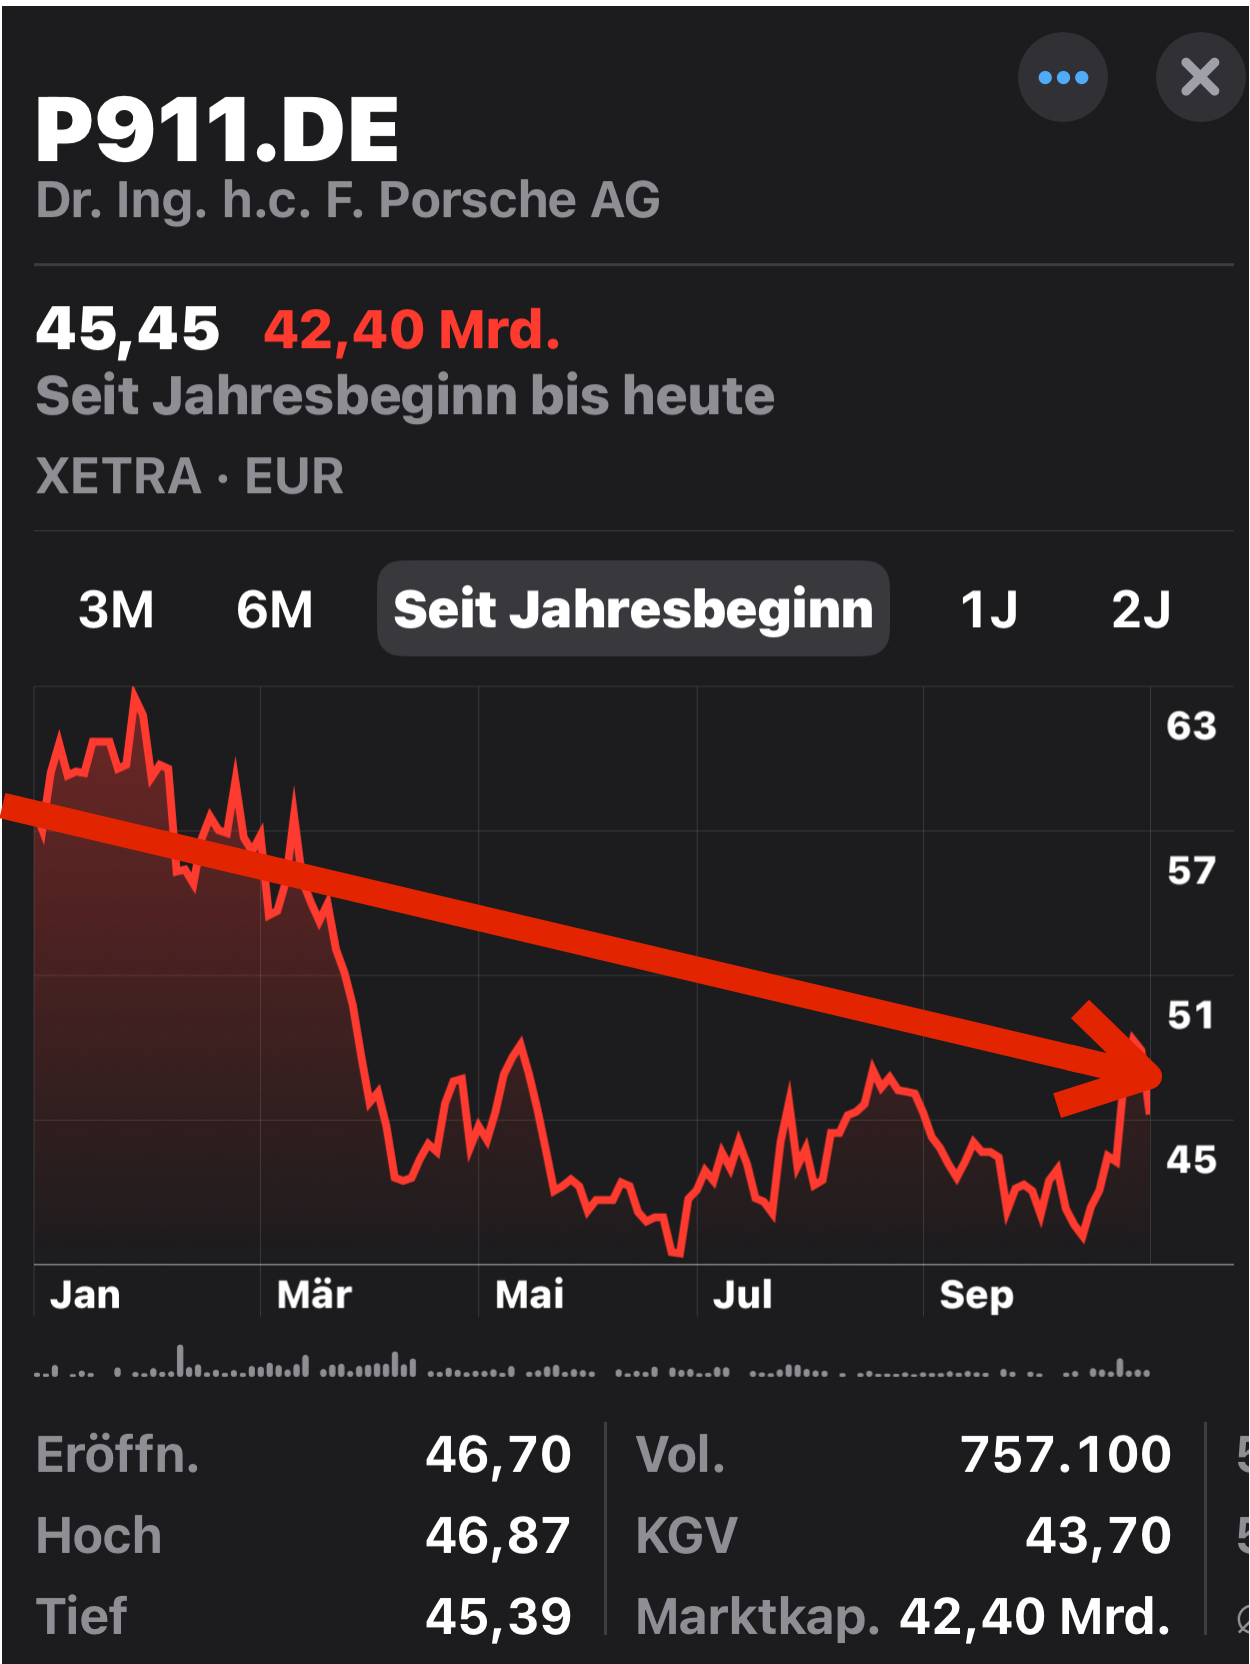 P911.DE
Dr. Ing. h.c. F. Porsche AG
45,45 42,40 Mrd.
Seit Jahresbeginn bis heute
XETRA · EUR
3M 6M Seit Jahresbeginn 1J 2J
63
57
51
45
Jan Mär Mai Jul Sep
Eröffn. 46,70 Vol. 757.100
Hoch 46,87 KGV 43,70
Tief 45,39 Marktkap. 42,40 Mrd.